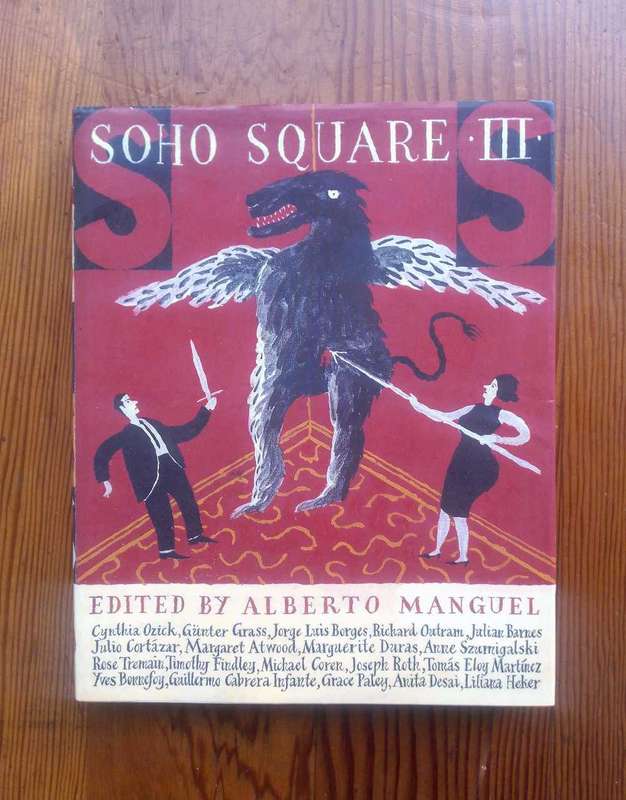 S S
SOHO SQUARE · III ·
EDITED BY ALBERTO MANGUEL
Cynthia Ozick, Günter Grass, Jorge Luis Borges, Richard Outram, Julian Barnes
Julio Cortázar, Margaret Atwood, Marguerite Duras, Anne Szumigalski
Rose Tremain, Timothy Findley, Michael Coren, Joseph Roth, Tomás Eloy Martínez
Yves Bonnefoy, Guillermo Cabrera Infante, Grace Paley, Anita Desai, Liliana Heker